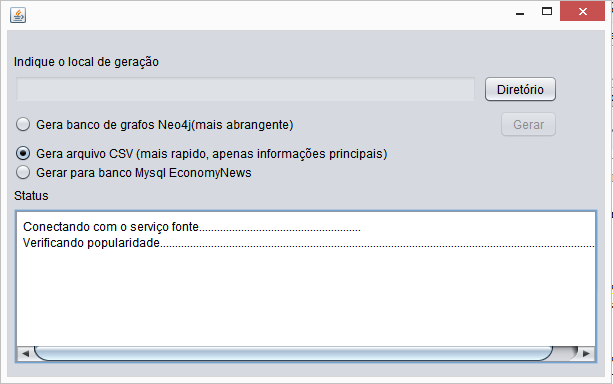 Indique o local de geração
Diretório
Gera banco de grafos Neo4j(mais abrangente)
Gerar
Gera arquivo CSV (mais rapido, apenas informações principais)
Gerar para banco Mysql EconomyNews
Status
Conectando com o serviço fonte......................................................
Verificando popularidade.................................................................................................................................................